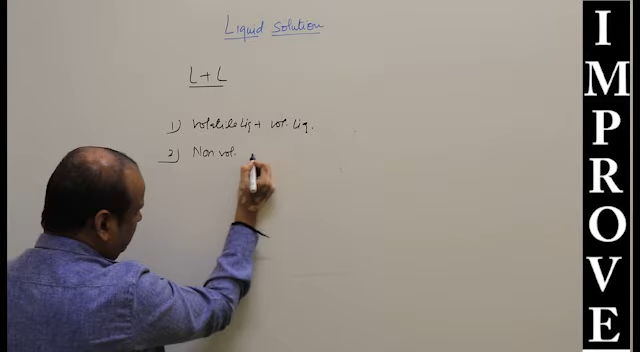 Liquid Solution
L + L
1) Volatile Liq + vol. Liq.
2) Non vol.
IMPROVE